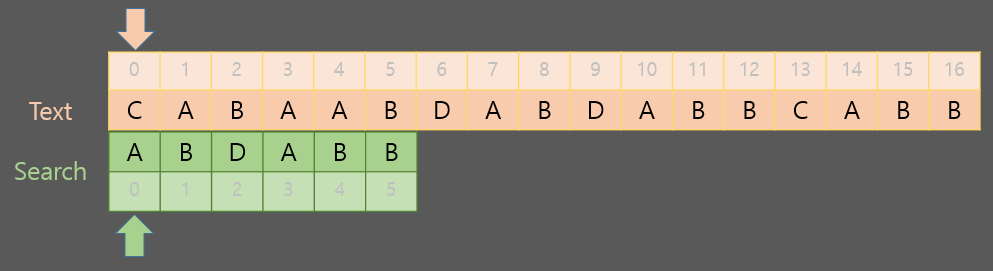 0 1 2 3 4 5 6 7 8 9 10 11 12 13 14 15 16
Text C A B A A B D A B D A B B C A B B
Search A B D A B B
0 1 2 3 4 5